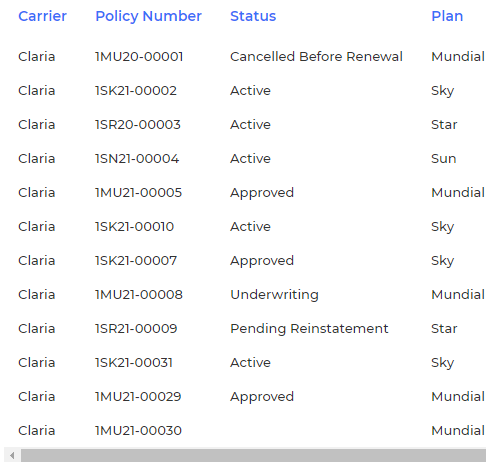 Carrier Policy Number Status Plan
Claria 1MU20-00001 Cancelled Before Renewal Mundial
Claria 1SK21-00002 Active Sky
Claria 1SR20-00003 Active Star
Claria 1SN21-00004 Active Sun
Claria 1MU21-00005 Approved Mundial
Claria 1SK21-00010 Active Sky
Claria 1SK21-00007 Approved Sky
Claria 1MU21-00008 Underwriting Mundial
Claria 1SR21-00009 Pending Reinstatement Star
Claria 1SK21-00031 Active Sky
Claria 1MU21-00029 Approved Mundial
Claria 1MU21-00030 Mundial